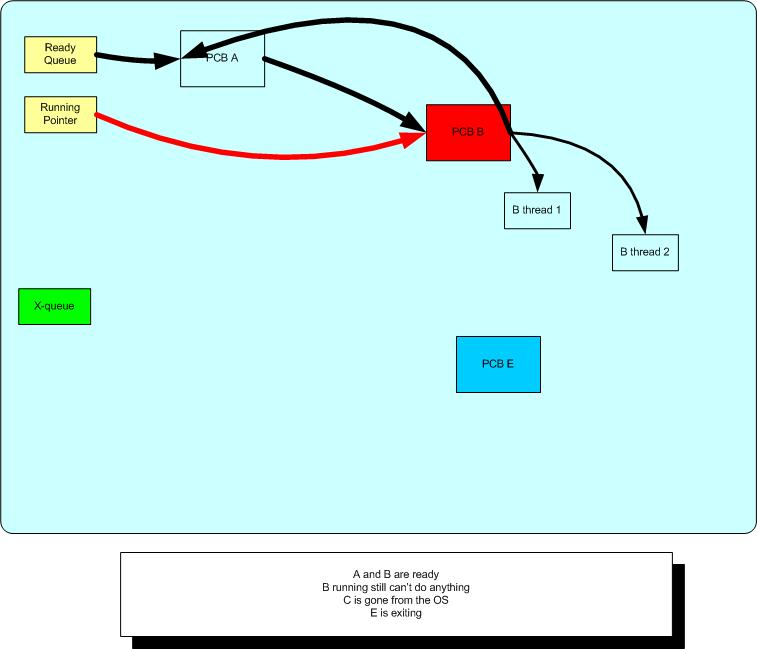 Ready
Queue
PCB A
Running
Pointer
PCB B
B thread 1
B thread 2
X-queue
PCB E
A and B are ready
B running still can't do anything
C is gone from the OS
E is exiting